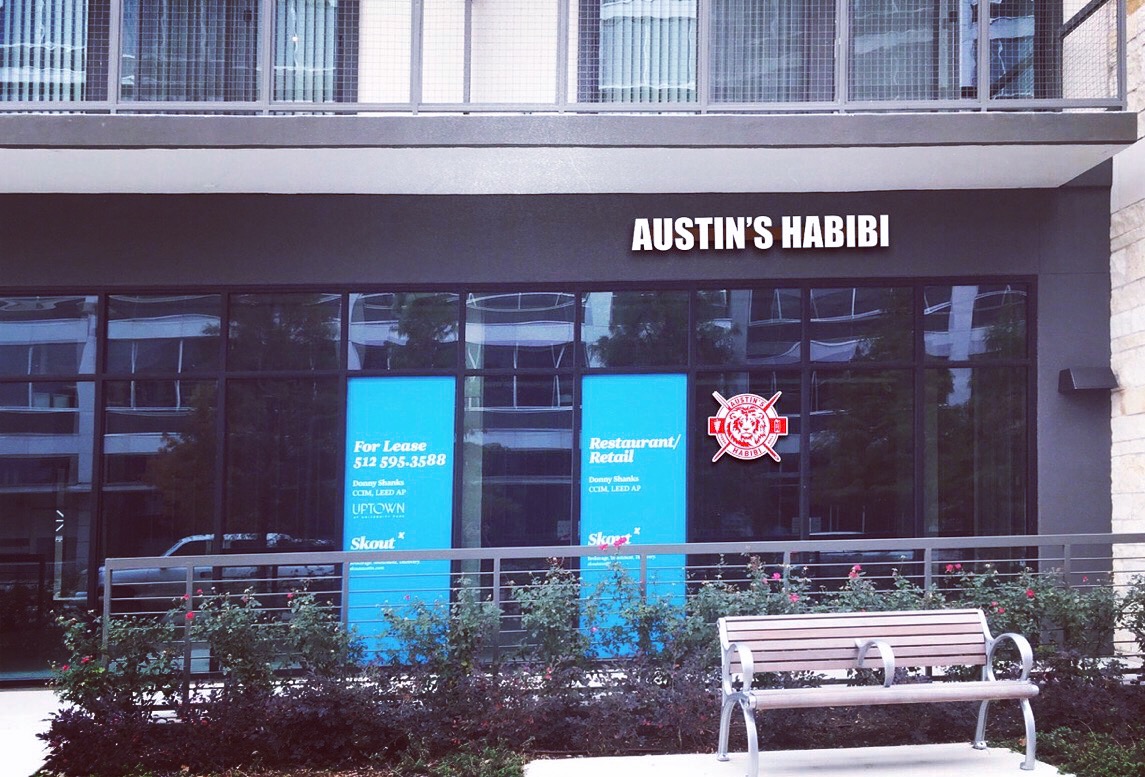 AUSTIN'S HABIBI
For Lease
512 595.3588
Donny Shanks
CCIM, LEED AP
UPTOWN
Skout
Restaurant/
Retail
Donny Shanks
CCIM, LEED AP
Skout
AUSTIN'S
HABIBI